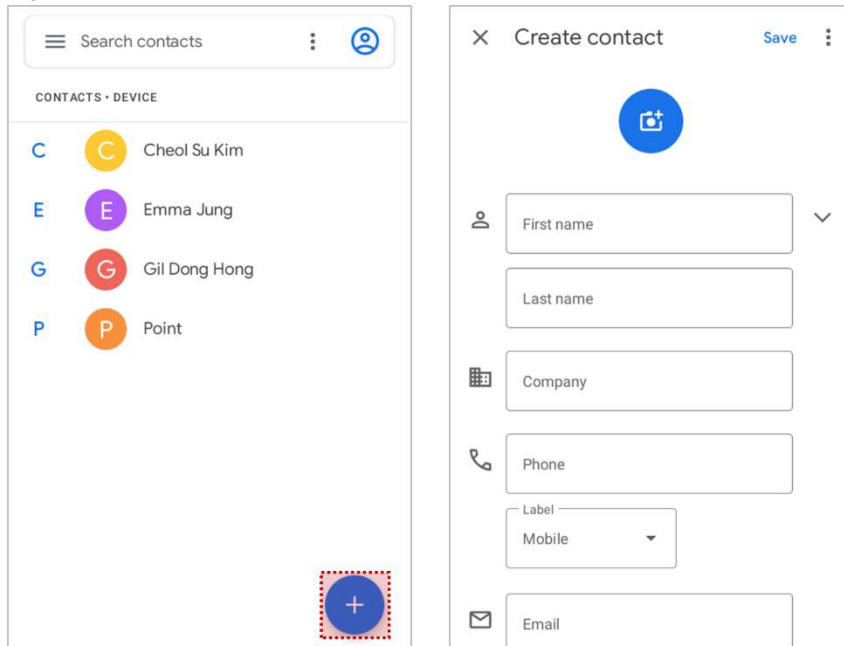 Search contacts
CONTACTS • DEVICE
C C Cheol Su Kim
E E Emma Jung
G G Gil Dong Hong
P P Point
Create contact Save
First name
Last name
Company
Phone
Label
Mobile
Email